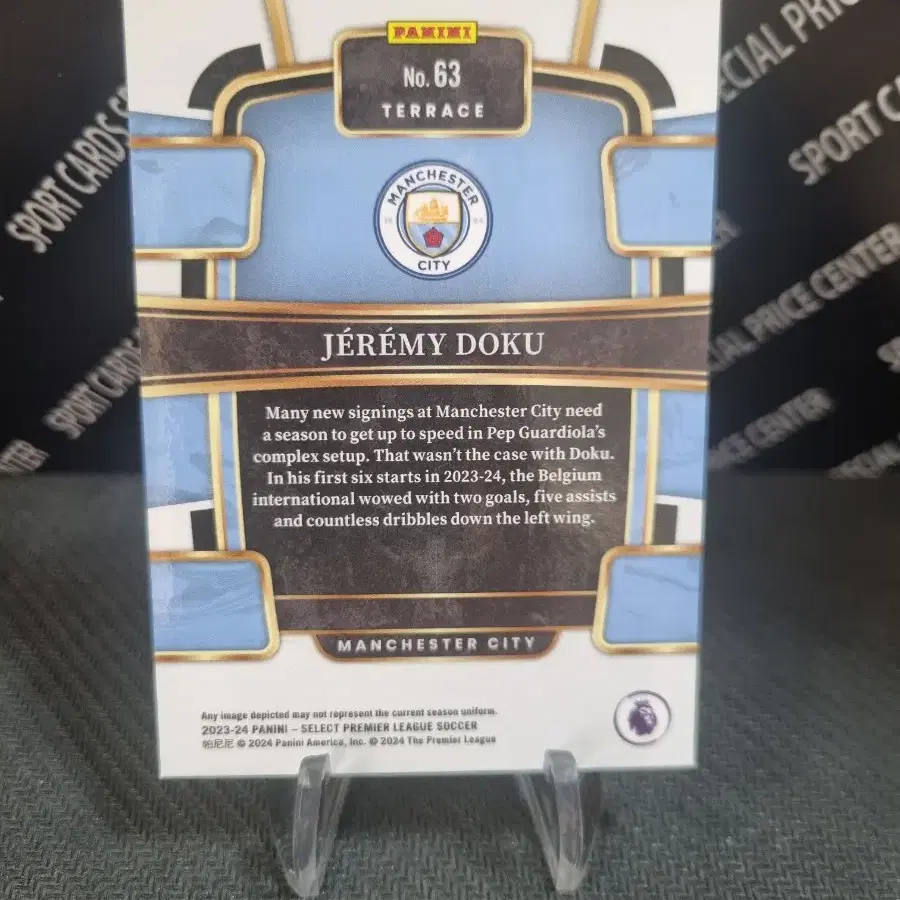 PANINI
No. 63
TERRACE
MANCHESTER
18 94
CITY
JÉRÉMY DOKU
Many new signings at Manchester City need
a season to get up to speed in Pep Guardiola's
complex setup. That wasn't the case with Doku.
In his first six starts in 2023-24, the Belgium
international wowed with two goals, five assists
and countless dribbles down the left wing.
MANCHESTER CITY
Any image depicted may not represent the current season uniform.
2023-24 PANINI – SELECT PREMIER LEAGUE SOCCER
帕尼尼 © 2024 Panini America, Inc. © 2024 The Premier League
SPORT CARDS
SPORT CARDS
CIAL PRICE CENTER
SPECIAL PRICE
SPORT C
PRICE CENTER